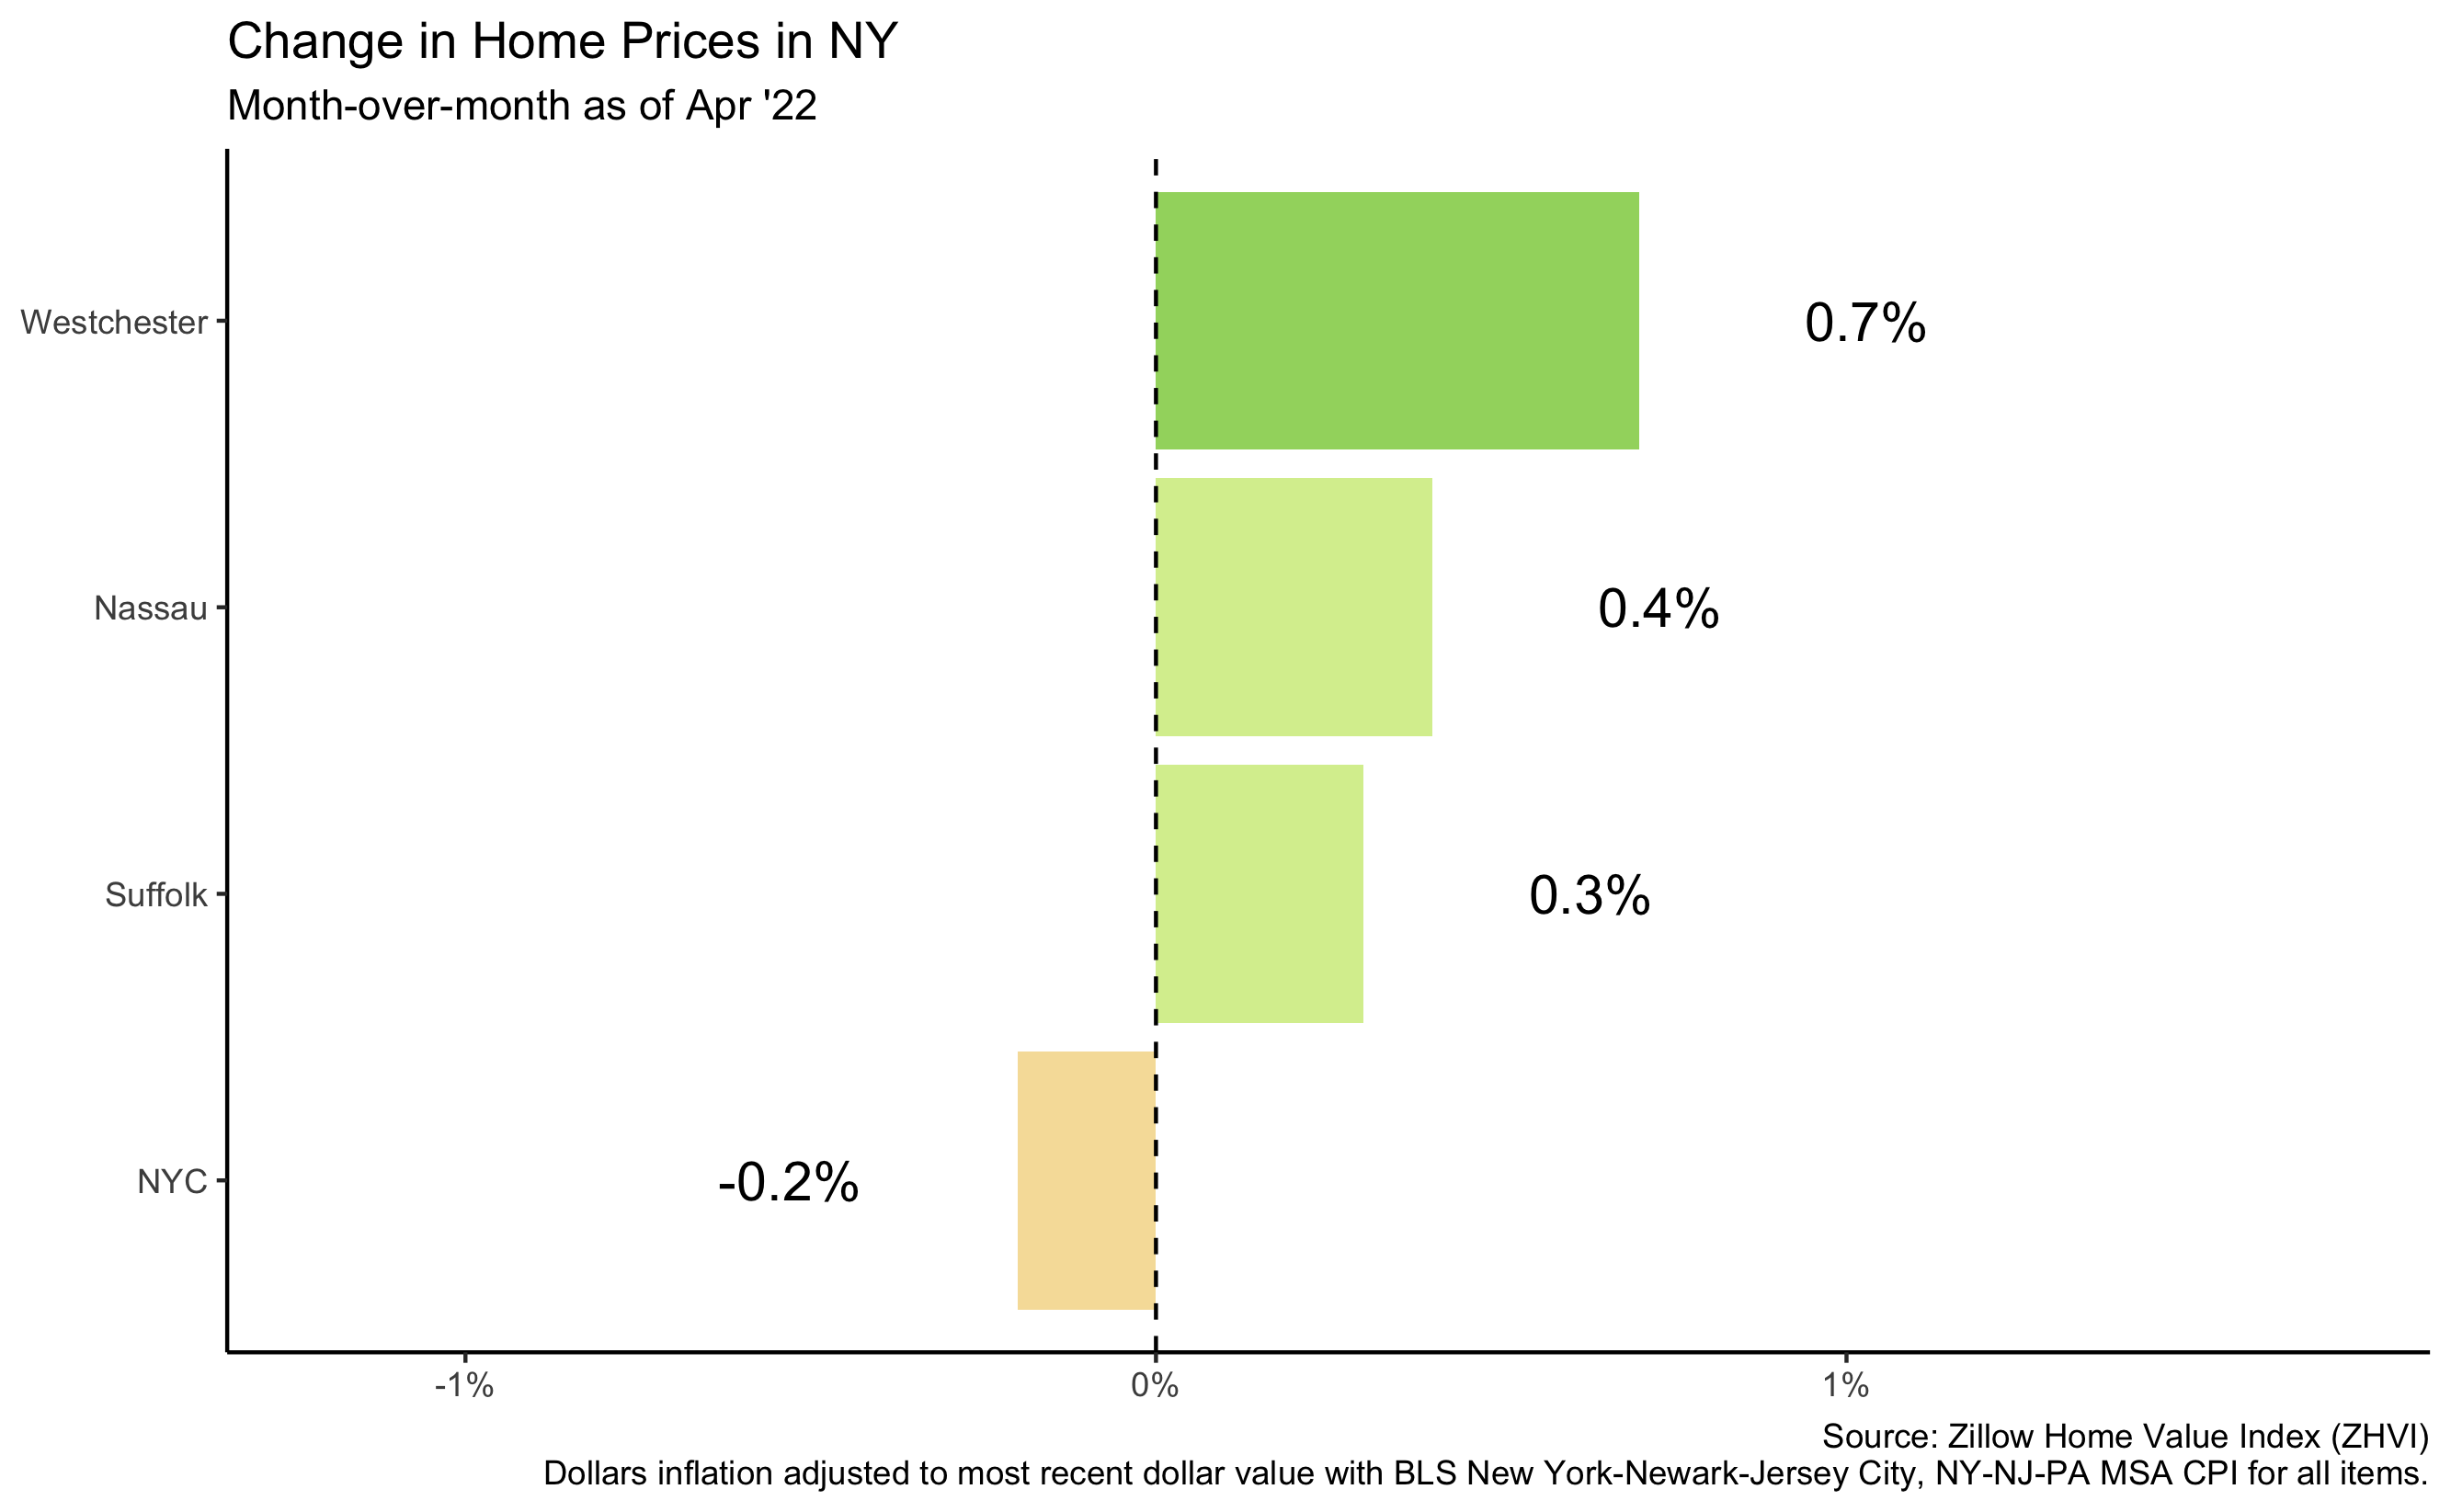 Change in Home Prices in NY
Month-over-month as of Apr '22
Westchester
0.7%
Nassau
0.4%
Suffolk
0.3%
NYC
-0.2%
-1%
0%
1%
Source: Zillow Home Value Index (ZHVI)
Dollars inflation adjusted to most recent dollar value with BLS New York-Newark-Jersey City, NY-NJ-PA MSA CPI for all items.